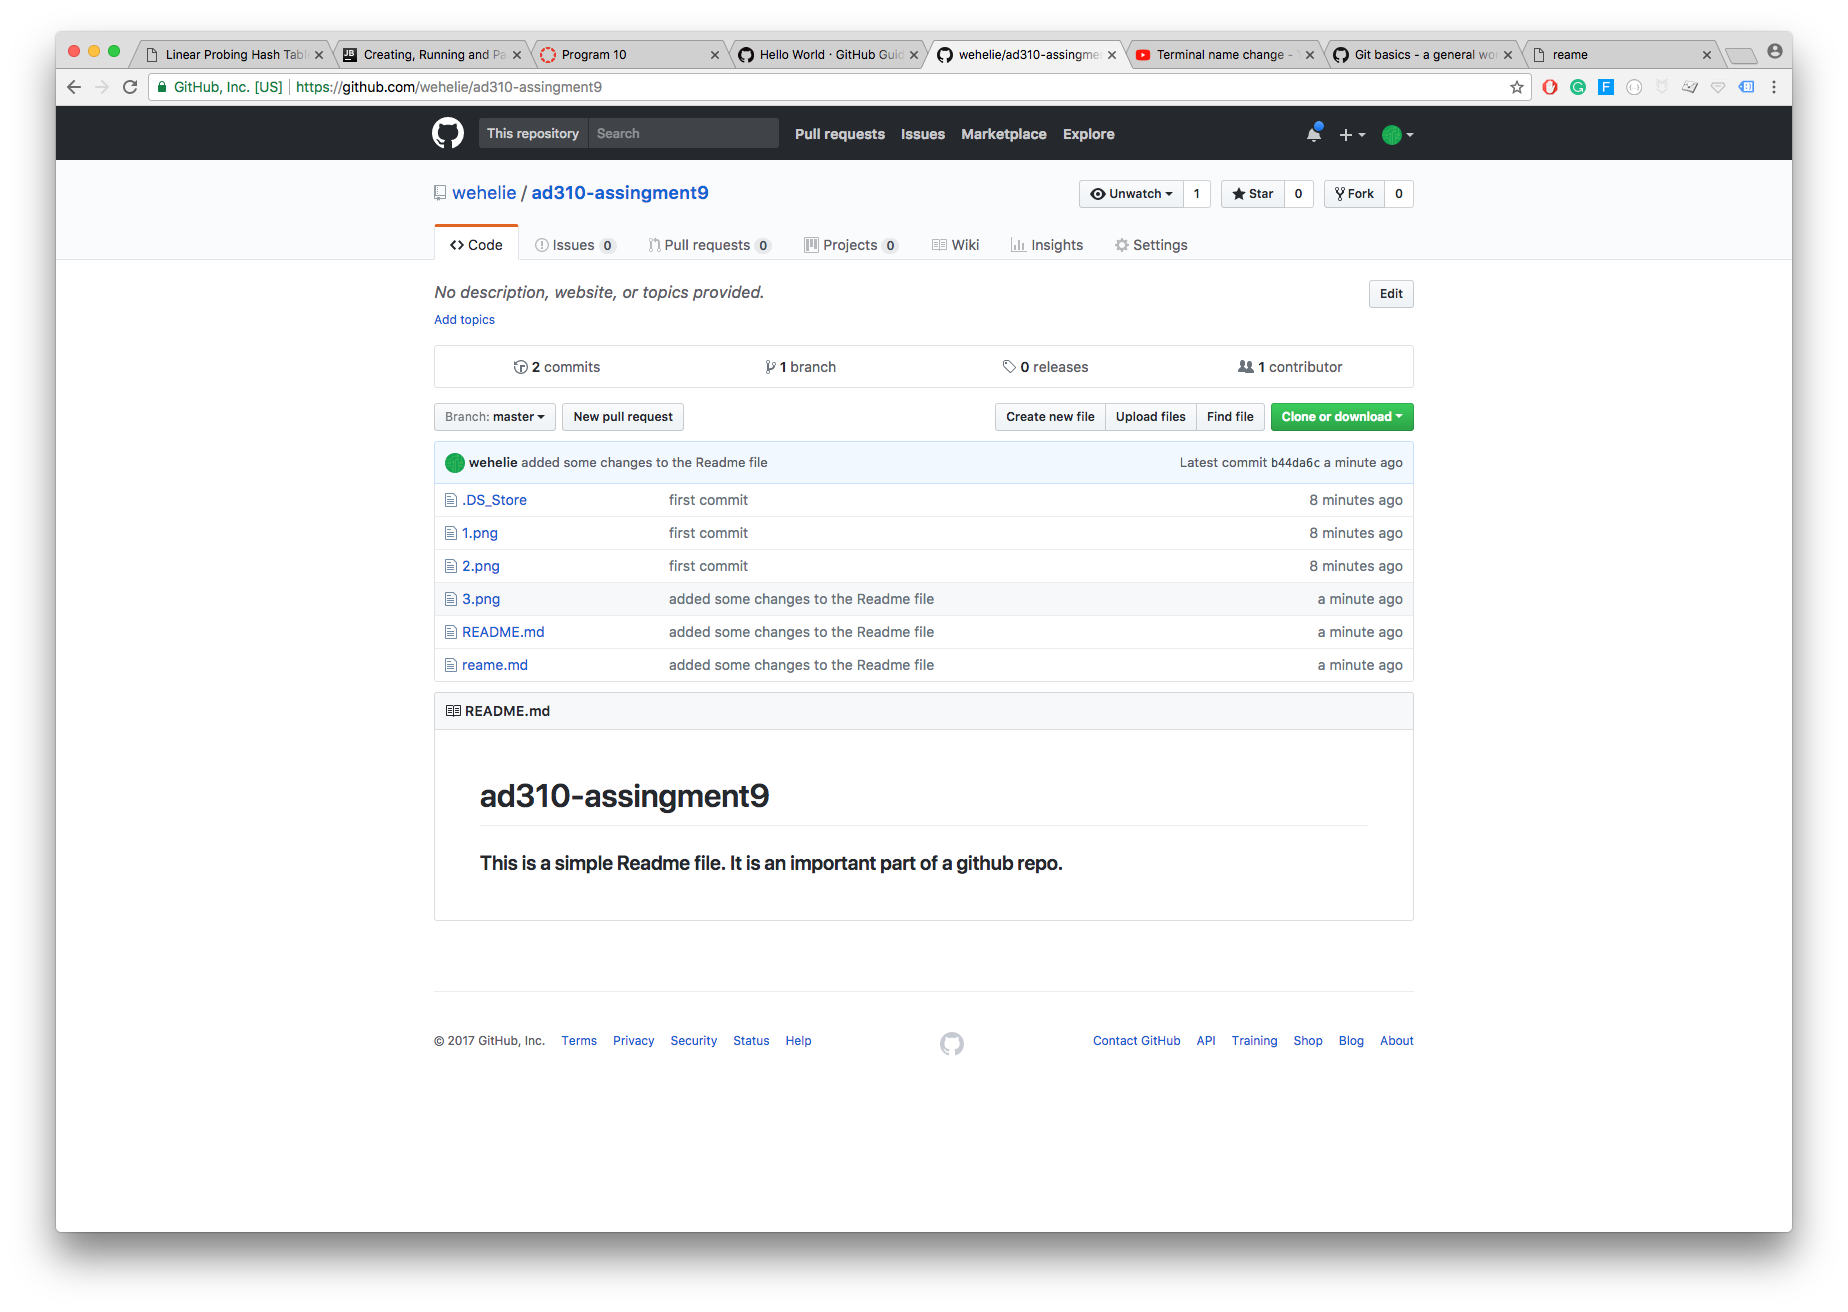 Linear Probing Hash Tabl
JB Creating, Running and Pa
Program 10
Hello World · GitHub Guid
wehelie/ad310-assingme
Terminal name change -
Git basics - a general wo
reame
GitHub, Inc. [US] https://github.com/wehelie/ad310-assingment9
This repository Search Pull requests Issues Marketplace Explore
wehelie / ad310-assingment9 Unwatch 1 Star 0 Fork 0
Code Issues 0 Pull requests 0 Projects 0 Wiki Insights Settings
No description, website, or topics provided. Edit
Add topics
2 commits 1 branch 0 releases 1 contributor
Branch: master New pull request Create new file Upload files Find file Clone or download
wehelie added some changes to the Readme file Latest commit b44da6c a minute ago
.DS_Store first commit 8 minutes ago
1.png first commit 8 minutes ago
2.png first commit 8 minutes ago
3.png added some changes to the Readme file a minute ago
README.md added some changes to the Readme file a minute ago
reame.md added some changes to the Readme file a minute ago
README.md
ad310-assingment9
This is a simple Readme file. It is an important part of a github repo.
© 2017 GitHub, Inc. Terms Privacy Security Status Help Contact GitHub API Training Shop Blog About